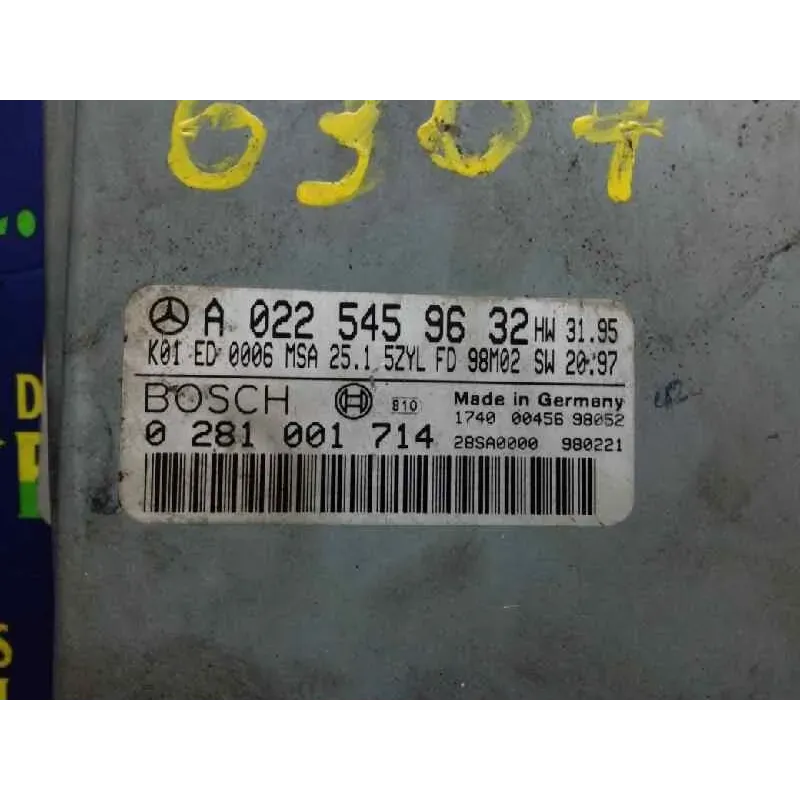 6307
A 022 545 96 32 HW 31.95
K01 ED 0006 MSA 25.1 5ZYL FD 98M02 SW 20.97
BOSCH 810 Made in Germany
1740 00456 98052
0 281 001 714 28SA0000 980221
D
S